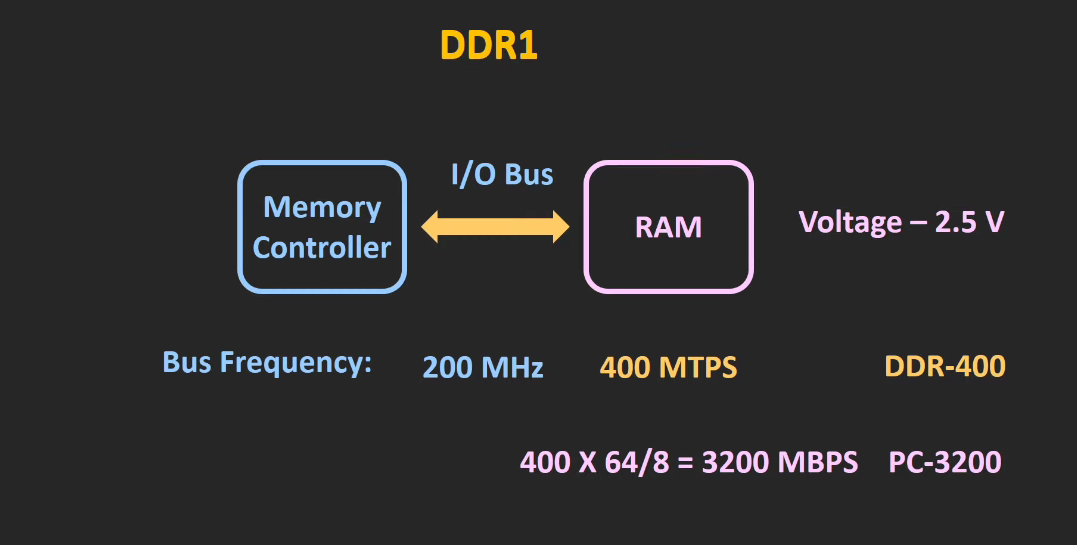 DDR1
I/O Bus
Memory
Controller
RAM
Voltage – 2.5 V
Bus Frequency: 200 MHz 400 MTPS DDR-400
400 X 64/8 = 3200 MBPS PC-3200